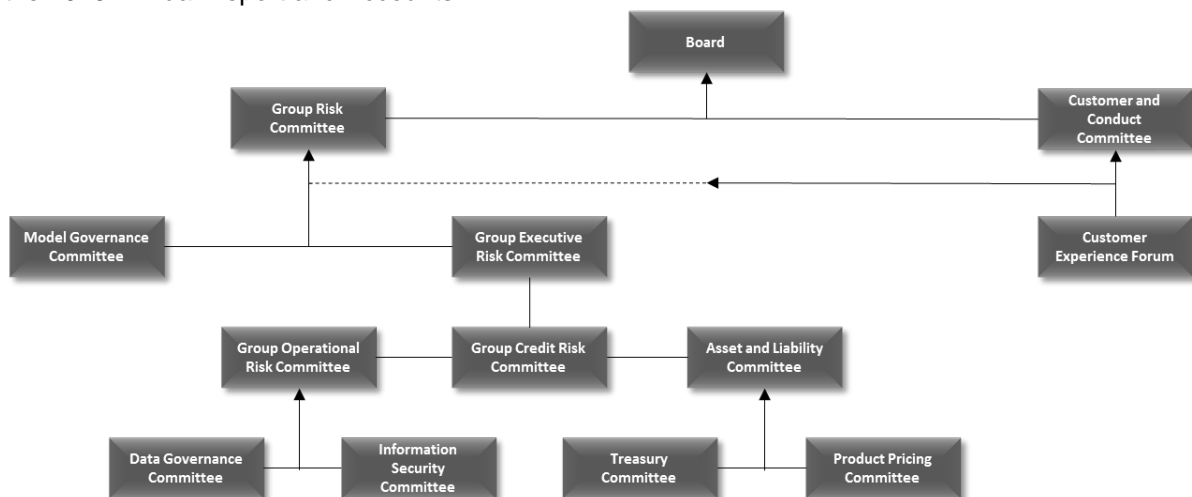 Board
Group Risk
Committee
Customer and
Conduct
Committee
Model Governance
Committee
Group Executive
Risk Committee
Customer
Experience Forum
Group Operational
Risk Committee
Group Credit Risk
Committee
Asset and Liability
Committee
Data Governance
Committee
Information
Security
Committee
Treasury
Committee
Product Pricing
Committee